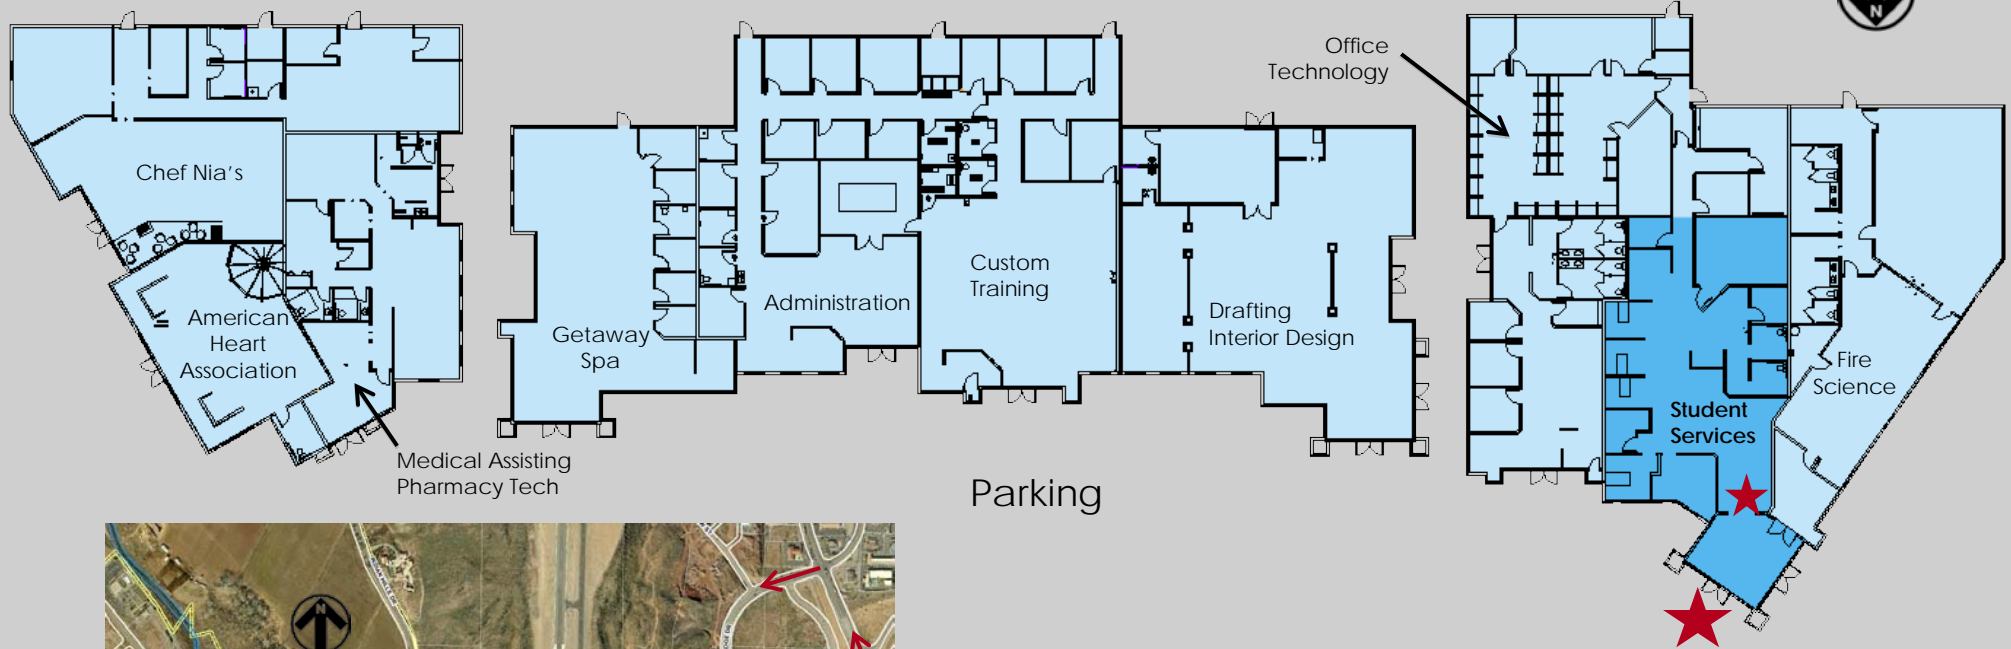 N
Office
Technology
Chef Nia's
American
Heart
Association
Getaway
Spa
Administration
Custom
Training
Drafting
Interior Design
Fire
Science
Student
Services
Medical Assisting
Pharmacy Tech
Parking
N